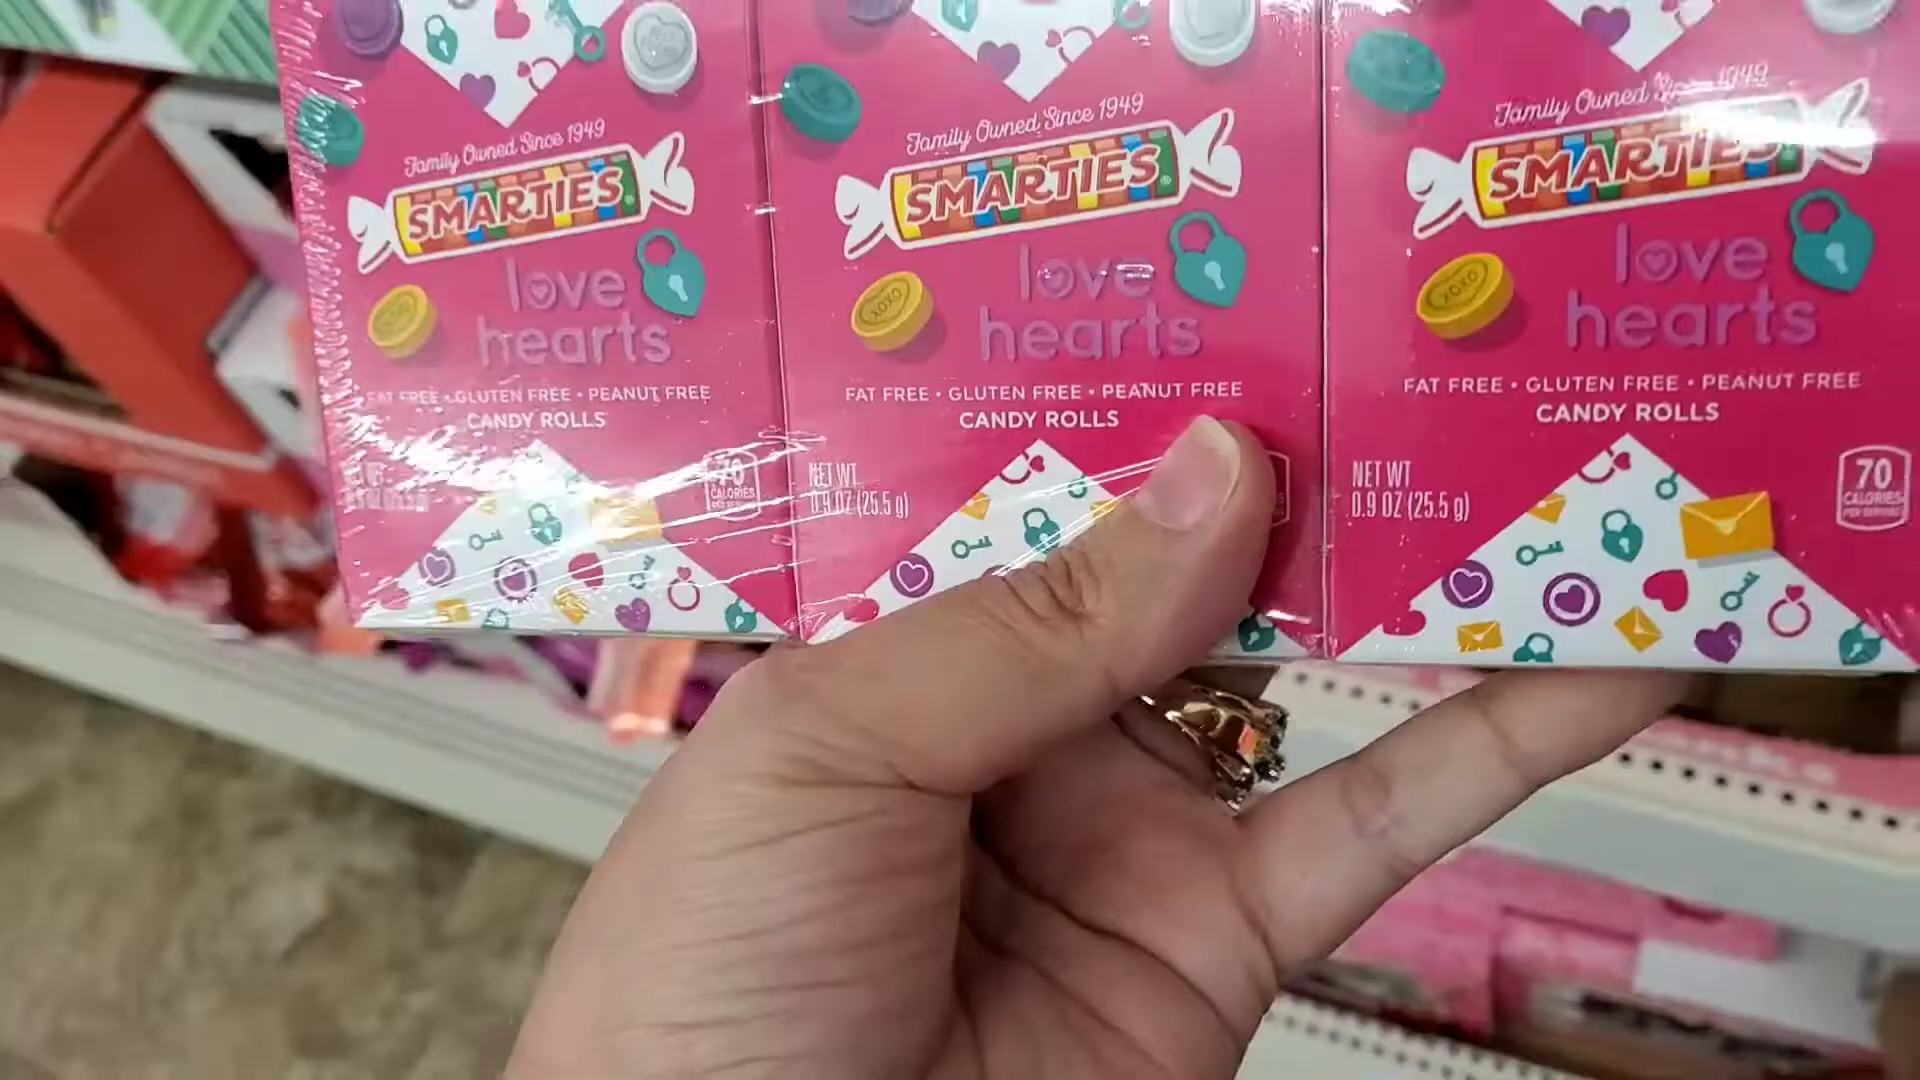 Family Owned Since 1949
SMARTIES
love
hearts
FAT FREE • GLUTEN FREE • PEANUT FREE
CANDY ROLLS
70
CALORIES
Family Owned Since 1949
SMARTIES
love
hearts
XOXO
FAT FREE • GLUTEN FREE • PEANUT FREE
CANDY ROLLS
NET WT
0.9 OZ (25.5 g)
Family Owned Since 1949
SMARTIES
love
hearts
XOXO
FAT FREE • GLUTEN FREE • PEANUT FREE
CANDY ROLLS
NET WT
0.9 OZ (25.5 g)
70
CALORIES
PER SERVING